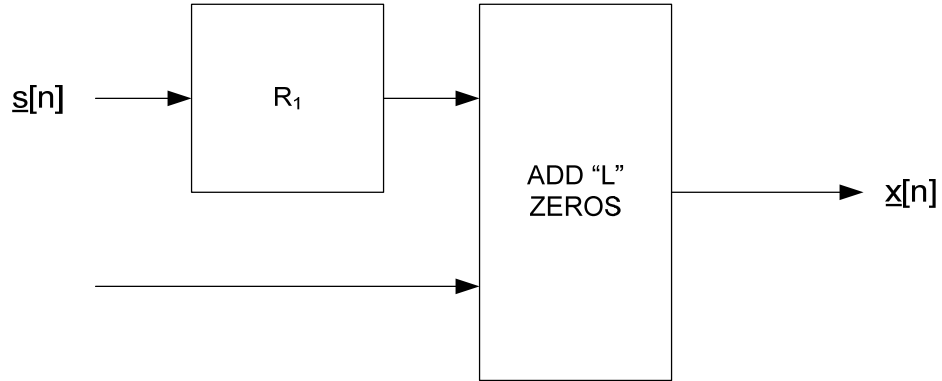 s[n]
R₁
ADD “L”
ZEROS
x[n]